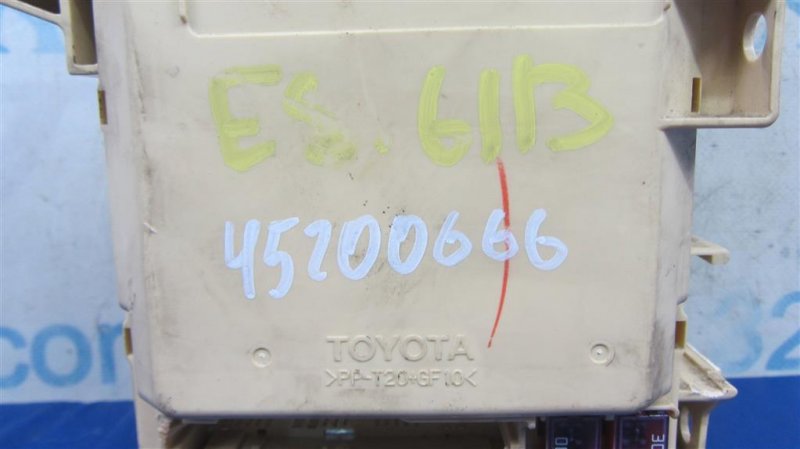 ES. 61B
45200666
TOYOTA
>PP-T20+GF10<